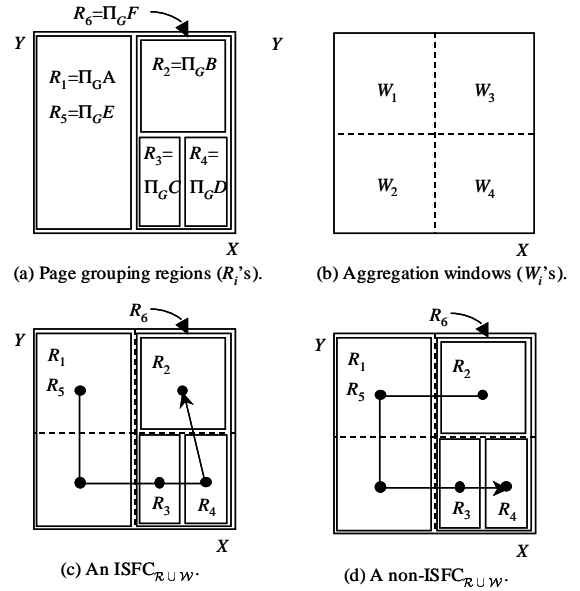 R6=ΠGF
Y
R1=ΠGA
R5=ΠGE
R2=ΠGB
R3=
ΠGC
R4=
ΠGD
X
(a) Page grouping regions (Ri's).
Y
W1
W3
W2
W4
X
(b) Aggregation windows (Wi's).
R6
Y
R1
R5
R2
R3
R4
X
(c) An ISFCR ∪ W.
R6
Y
R1
R5
R2
R3
R4
X
(d) A non-ISFCR ∪ W.